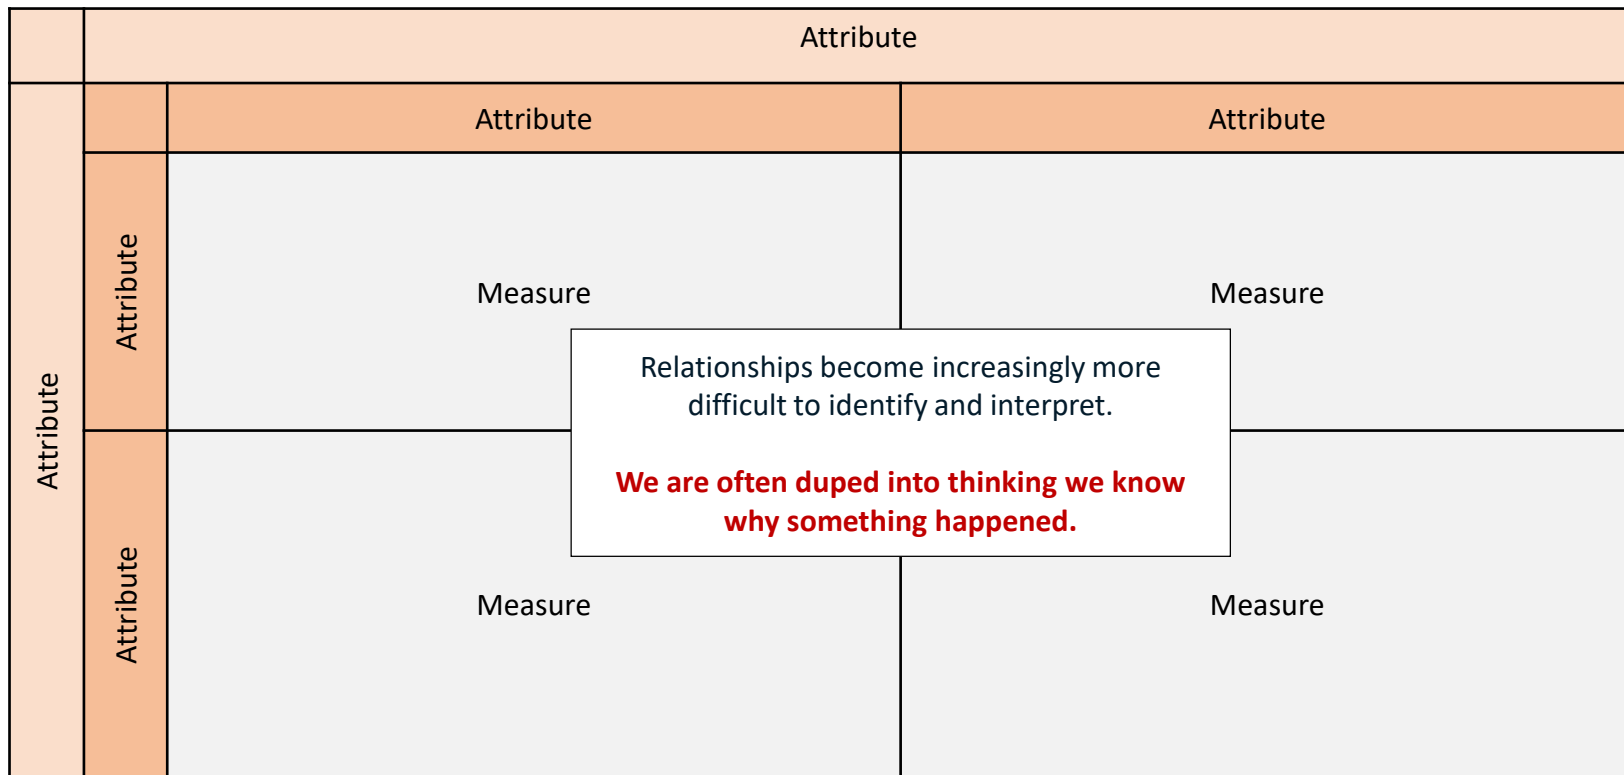 Attribute
Attribute
Attribute
Attribute
Attribute
Measure
Measure
Relationships become increasingly more
difficult to identify and interpret.
We are often duped into thinking we know
why something happened.
Attribute
Measure
Measure